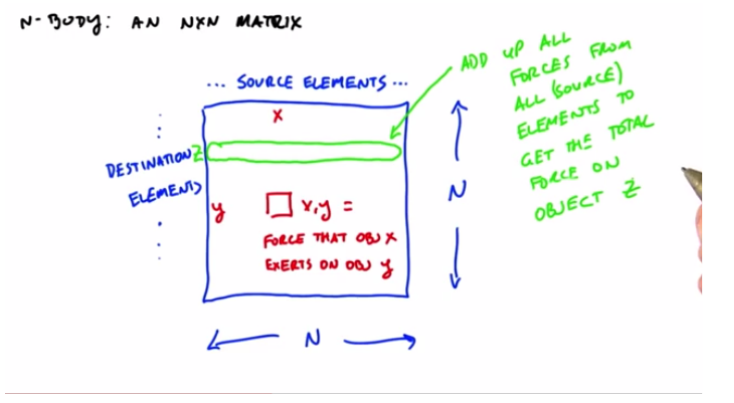 N-BODY: AN NXN MATRIX
... SOURCE ELEMENTS ...
X
DESTINATION Z
ELEMENTS
y
x,y =
FORCE THAT OBJ X
EXERTS ON OBJ y
N
N
ADD UP ALL
FORCES FROM
ALL (SOURCE)
ELEMENTS TO
GET THE TOTAL
FORCE ON
OBJECT Z